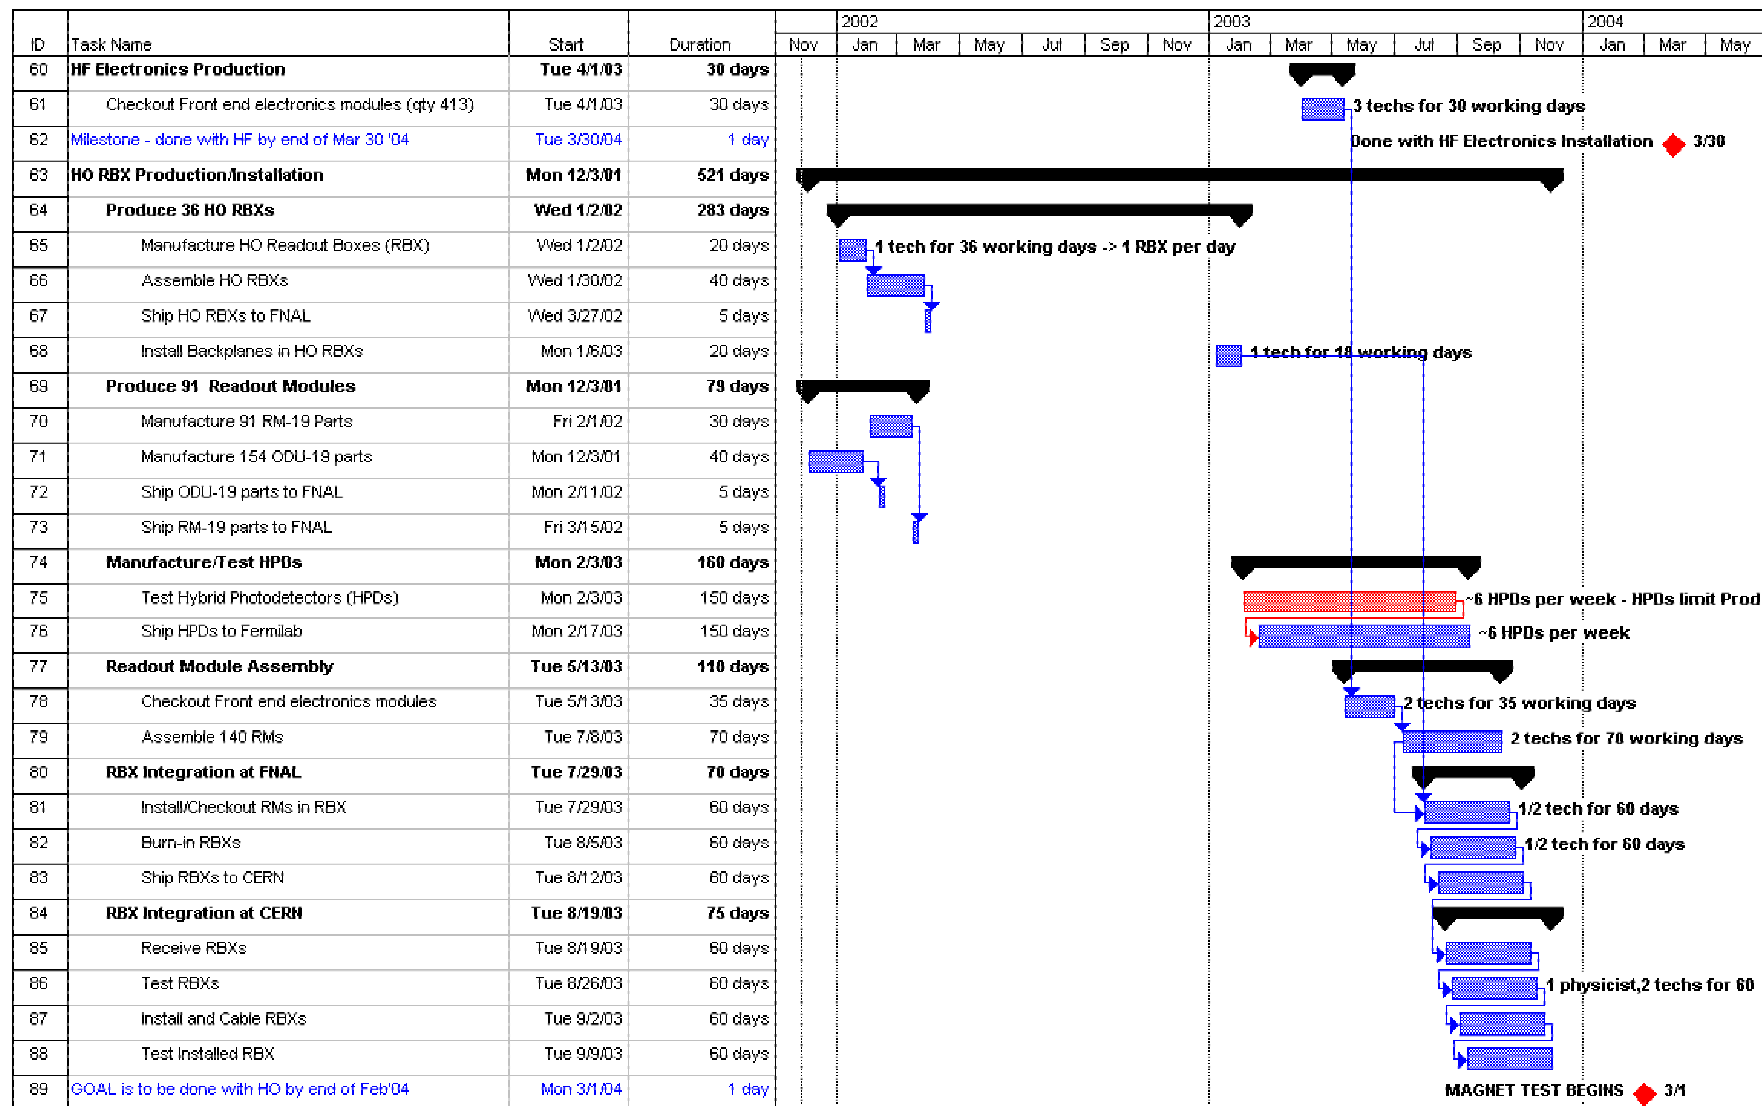 2002 2003 2004
ID Task Name Start Duration Nov Jan Mar May Jul Sep Nov Jan Mar May Jul Sep Nov Jan Mar May
60 HF Electronics Production Tue 4/1/03 30 days
61 Checkout Front end electronics modules (qty 413) Tue 4/1/03 30 days 3 techs for 30 working days
62 Milestone - done with HF by end of Mar 30 '04 Tue 3/30/04 1 day Done with HF Electronics Installation 3/30
63 HO RBX Production/Installation Mon 12/3/01 521 days
64 Produce 36 HO RBXs Wed 1/2/02 283 days
65 Manufacture HO Readout Boxes (RBX) Wed 1/2/02 20 days 1 tech for 36 working days -> 1 RBX per day
66 Assemble HO RBXs Wed 1/30/02 40 days
67 Ship HO RBXs to FNAL Wed 3/27/02 5 days
68 Install Backplanes in HO RBXs Mon 1/6/03 20 days 1 tech for 18 working days
69 Produce 91 Readout Modules Mon 12/3/01 79 days
70 Manufacture 91 RM-19 Parts Fri 2/1/02 30 days
71 Manufacture 154 ODU-19 parts Mon 12/3/01 40 days
72 Ship ODU-19 parts to FNAL Mon 2/11/02 5 days
73 Ship RM-19 parts to FNAL Fri 3/15/02 5 days
74 Manufacture/Test HPDs Mon 2/3/03 160 days
75 Test Hybrid Photodetectors (HPDs) Mon 2/3/03 150 days ~6 HPDs per week - HPDs limit Prod
76 Ship HPDs to Fermilab Mon 2/17/03 150 days ~6 HPDs per week
77 Readout Module Assembly Tue 5/13/03 110 days
78 Checkout Front end electronics modules Tue 5/13/03 35 days 2 techs for 35 working days
79 Assemble 140 RMs Tue 7/8/03 70 days 2 techs for 70 working days
80 RBX Integration at FNAL Tue 7/29/03 70 days
81 Install/Checkout RMs in RBX Tue 7/29/03 60 days 1/2 tech for 60 days
82 Burn-in RBXs Tue 8/5/03 60 days 1/2 tech for 60 days
83 Ship RBXs to CERN Tue 8/12/03 60 days
84 RBX Integration at CERN Tue 8/19/03 75 days
85 Receive RBXs Tue 8/19/03 60 days
86 Test RBXs Tue 8/26/03 60 days 1 physicist,2 techs for 60
87 Install and Cable RBXs Tue 9/2/03 60 days
88 Test Installed RBX Tue 9/9/03 60 days
89 GOAL is to be done with HO by end of Feb'04 Mon 3/1/04 1 day MAGNET TEST BEGINS 3/1